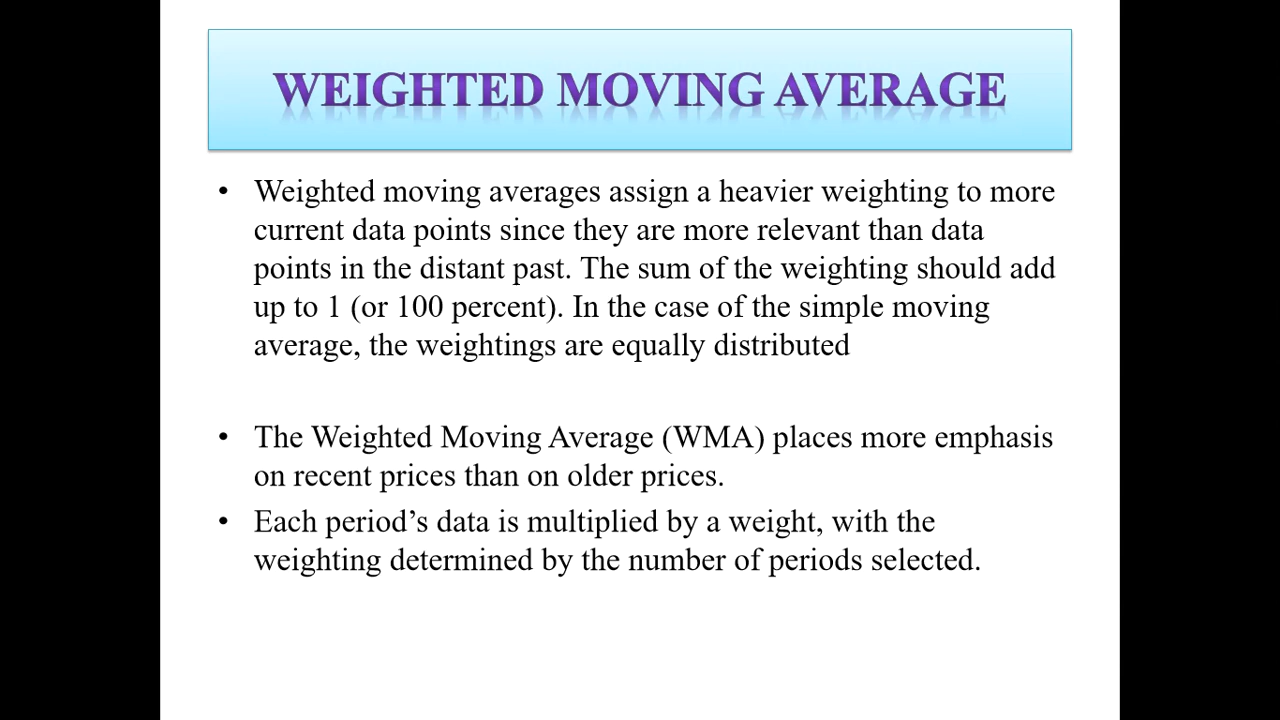 WEIGHTED MOVING AVERAGE
• Weighted moving averages assign a heavier weighting to more
current data points since they are more relevant than data
points in the distant past. The sum of the weighting should add
up to 1 (or 100 percent). In the case of the simple moving
average, the weightings are equally distributed
• The Weighted Moving Average (WMA) places more emphasis
on recent prices than on older prices.
• Each period’s data is multiplied by a weight, with the
weighting determined by the number of periods selected.